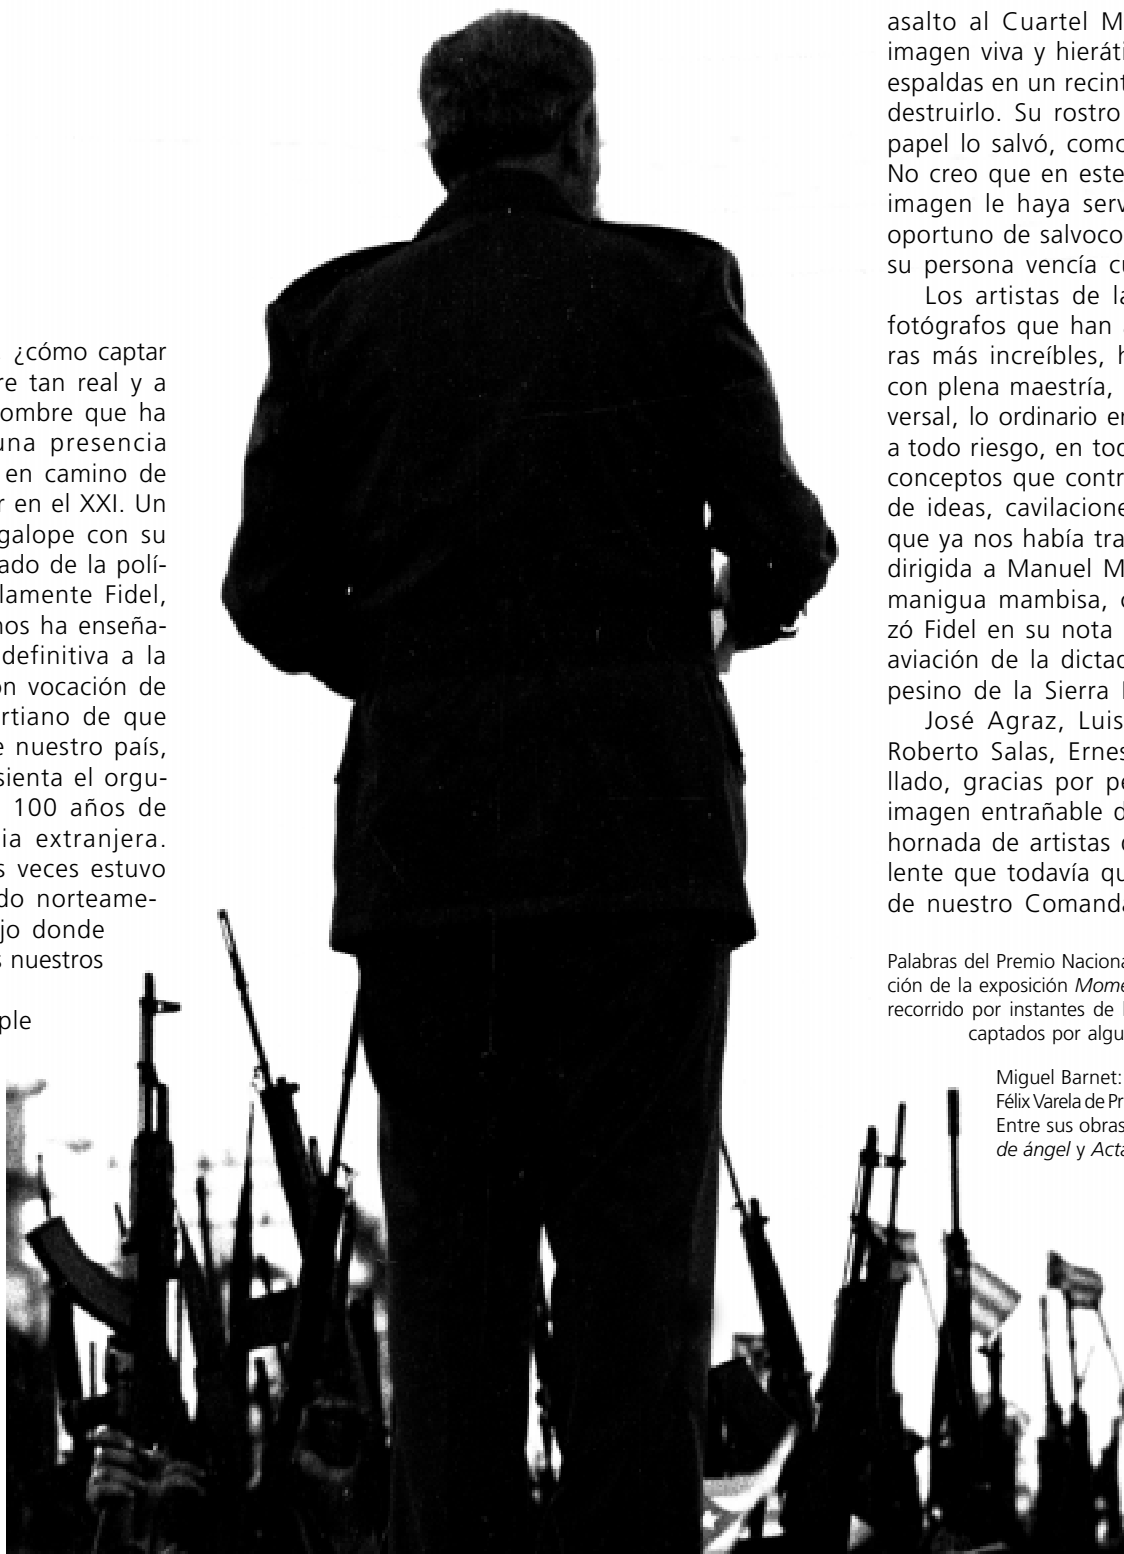 ¿cómo captar
re tan real y a
ombre que ha
una presencia
en camino de
r en el XXI. Un
galope con su
ado de la polí-
lamente Fidel,
nos ha enseña-
definitiva a la
on vocación de
rtiano de que
e nuestro país,
sienta el orgu-
100 años de
ia extranjera.
s veces estuvo
do norteame-
jo donde
s nuestros
ple
asalto al Cuartel M
imagen viva y hieráti
espaldas en un recint
destruirlo. Su rostro
papel lo salvó, como
No creo que en este
imagen le haya serv
oportuno de salvoco
su persona vencía cu
Los artistas de la
fotógrafos que han
ras más increíbles, h
con plena maestría,
versal, lo ordinario en
a todo riesgo, en tod
conceptos que contr
de ideas, cavilacione
que ya nos había tra
dirigida a Manuel M
manigua mambisa, c
zó Fidel en su nota
aviación de la dictad
pesino de la Sierra
José Agraz, Luis
Roberto Salas, Ernes
llado, gracias por pe
imagen entrañable d
hornada de artistas
lente que todavía qu
de nuestro Comanda
Palabras del Premio Naciona
ción de la exposición Mome
recorrido por instantes de l
captados por algu
Miguel Barnet:
Félix Varela de Pr
Entre sus obras
de ángel y Acta